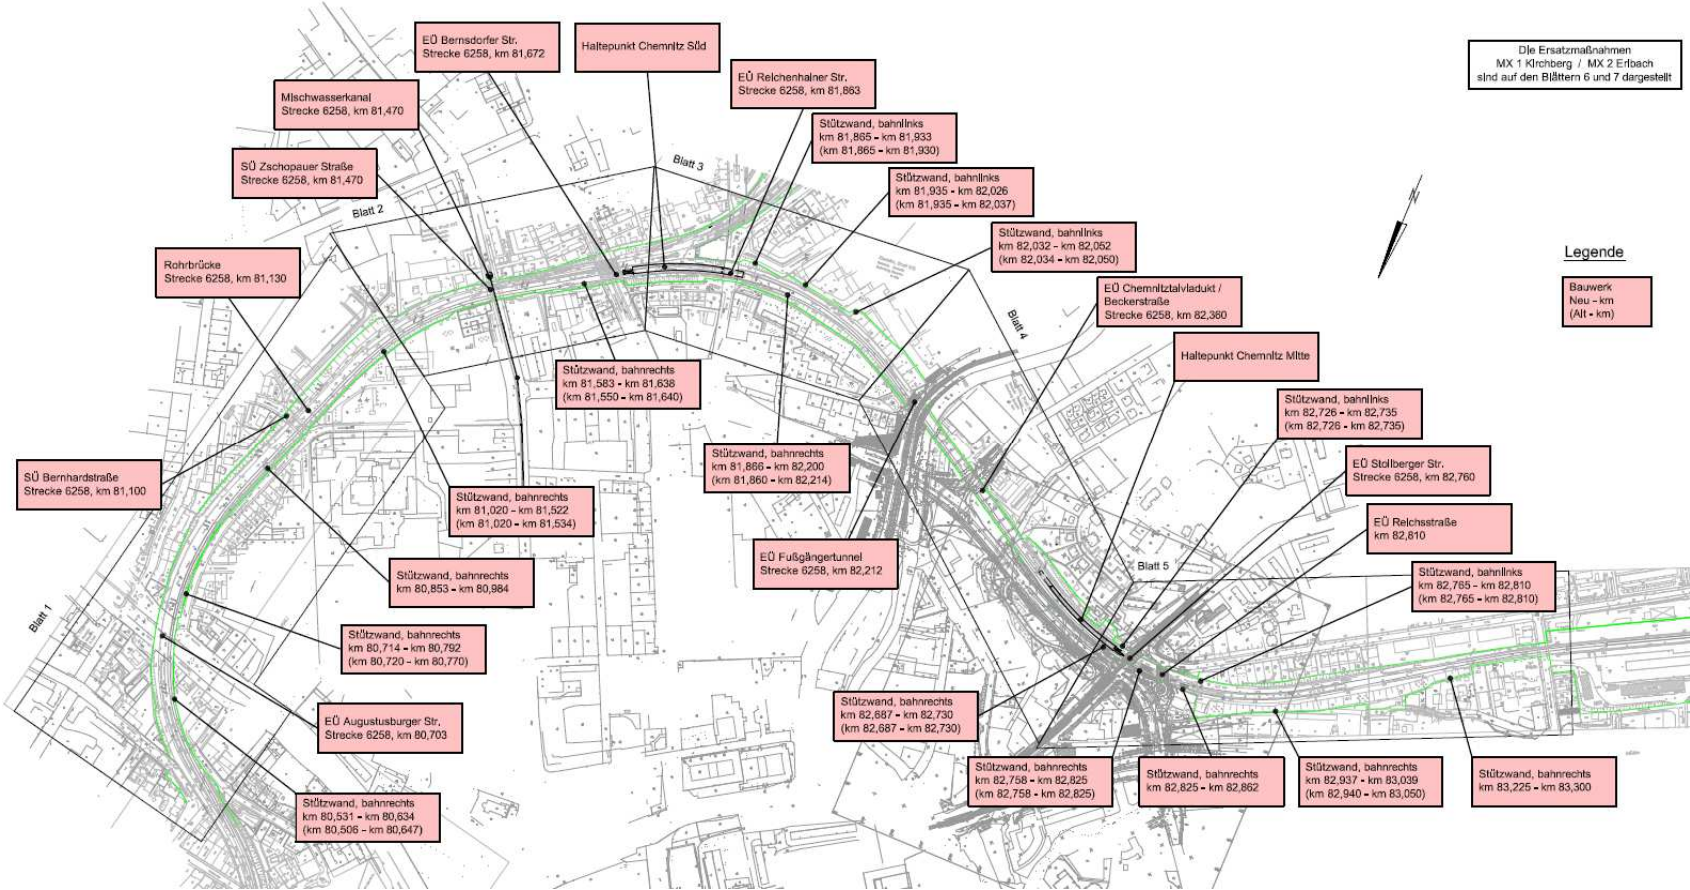 EÜ Bernsdorfer Str.
Strecke 6258, km 81,672
Haltepunkt Chemnitz Süd
EÜ Reichenhainer Str.
Strecke 6258, km 81,863
Die Ersatzmaßnahmen
MX 1 Kirchberg / MX 2 Erlbach
sind auf den Blättern 6 und 7 dargestellt
Mischwasserkanal
Strecke 6258, km 81,470
Stützwand, bahnlinks
km 81,865 - km 81,933
(km 81,865 - km 81,930)
SÜ Zschopauer Straße
Strecke 6258, km 81,470
Blatt 3
Stützwand, bahnlinks
km 81,935 - km 82,026
(km 81,935 - km 82,037)
Blatt 2
Stützwand, bahnlinks
km 82,032 - km 82,052
(km 82,034 - km 82,050)
N
Legende
Bauwerk
Neu - km
(Alt - km)
Rohrbrücke
Strecke 6258, km 81,130
EÜ Chemnitztalviadukt /
Beckerstraße
Strecke 6258, km 82,360
Blatt 4
Haltepunkt Chemnitz Mitte
Stützwand, bahnrechts
km 81,583 - km 81,638
(km 81,550 - km 81,640)
Stützwand, bahnlinks
km 82,726 - km 82,735
(km 82,726 - km 82,735)
Stützwand, bahnrechts
km 81,866 - km 82,200
(km 81,860 - km 82,214)
EÜ Stollberger Str.
Strecke 6258, km 82,760
SÜ Bernhardstraße
Strecke 6258, km 81,100
Stützwand, bahnrechts
km 81,020 - km 81,522
(km 81,020 - km 81,534)
EÜ Reichsstraße
km 82,810
EÜ Fußgängertunnel
Strecke 6258, km 82,212
Blatt 5
Stützwand, bahnrechts
km 80,853 - km 80,984
Stützwand, bahnlinks
km 82,765 - km 82,810
(km 82,765 - km 82,810)
Blatt 1
Stützwand, bahnrechts
km 80,714 - km 80,792
(km 80,720 - km 80,770)
EÜ Augustusburger Str.
Strecke 6258, km 80,703
Stützwand, bahnrechts
km 82,687 - km 82,730
(km 82,687 - km 82,730)
Stützwand, bahnrechts
km 80,531 - km 80,634
(km 80,506 - km 80,647)
Stützwand, bahnrechts
km 82,758 - km 82,825
(km 82,758 - km 82,825)
Stützwand, bahnrechts
km 82,825 - km 82,862
Stützwand, bahnrechts
km 82,937 - km 83,039
(km 82,940 - km 83,050)
Stützwand, bahnrechts
km 83,225 - km 83,300